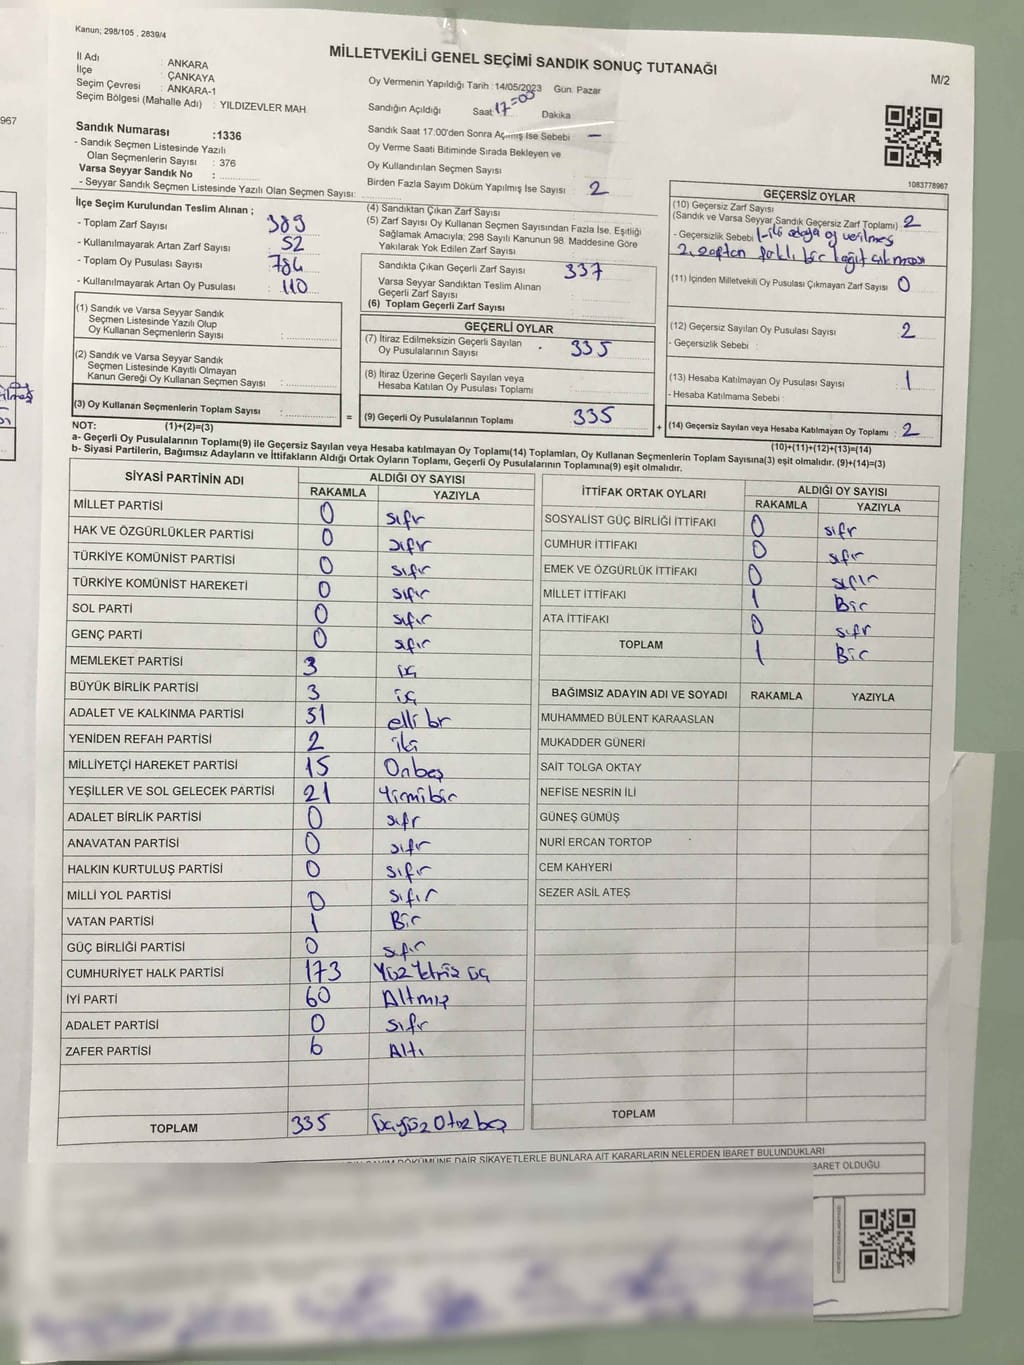 Kanun; 298/105 , 2839/4
MİLLETVEKİLİ GENEL SEÇİMİ SANDIK SONUÇ TUTANAĞI
M/2
İl Adı : ANKARA
İlçe : ÇANKAYA
Seçim Çevresi : ANKARA-1
Seçim Bölgesi (Mahalle Adı) : YILDIZEVLER MAH.
Sandık Numarası :1336
- Sandık Seçmen Listesinde Yazılı
Olan Seçmenlerin Sayısı : 376
Varsa Seyyar Sandık No :
- Seyyar Sandık Seçmen Listesinde Yazılı Olan Seçmen Sayısı:
Oy Vermenin Yapıldığı Tarih : 14/05/2023 Gün: Pazar
Sandığın Açıldığı Saat 17=00 Dakika
Sandık Saat 17:00'den Sonra Açılmış İse Sebebi —
Oy Verme Saati Bitiminde Sırada Bekleyen ve
Oy Kullandırılan Seçmen Sayısı
Birden Fazla Sayım Döküm Yapılmış İse Sayısı 2
1083778967
967
İlçe Seçim Kurulundan Teslim Alınan ;
- Toplam Zarf Sayısı 389
- Kullanılmayarak Artan Zarf Sayısı 52
- Toplam Oy Pusulası Sayısı 784
- Kullanılmayarak Artan Oy Pusulası 110
(1) Sandık ve Varsa Seyyar Sandık
Seçmen Listesinde Yazılı Olup
Oy Kullanan Seçmenlerin Sayısı :
(2) Sandık ve Varsa Seyyar Sandık
Seçmen Listesinde Kayıtlı Olmayan
Kanun Gereği Oy Kullanan Seçmen Sayısı :
(3) Oy Kullanan Seçmenlerin Toplam Sayısı :
(1)+(2)=(3)
(4) Sandıktan Çıkan Zarf Sayısı
(5) Zarf Sayısı Oy Kullanan Seçmen Sayısından Fazla İse, Eşitliği
Sağlamak Amacıyla; 298 Sayılı Kanunun 98. Maddesine Göre
Yakılarak Yok Edilen Zarf Sayısı
Sandıkta Çıkan Geçerli Zarf Sayısı 337
Varsa Seyyar Sandıktan Teslim Alınan
Geçerli Zarf Sayısı
(6) Toplam Geçerli Zarf Sayısı
GEÇERLİ OYLAR
(7) İtiraz Edilmeksizin Geçerli Sayılan
Oy Pusulalarının Sayısı 335
(8) İtiraz Üzerine Geçerli Sayılan veya
Hesaba Katılan Oy Pusulası Toplamı
= (9) Geçerli Oy Pusulalarının Toplamı 335 +
GEÇERSİZ OYLAR
(10) Geçersiz Zarf Sayısı
(Sandık ve Varsa Seyyar Sandık Geçersiz Zarf Toplamı) 2
- Geçersizlik Sebebi 1-iki adaya oy verilmiş
2. zarftan farklı bir kağıt çıkması
(11) İçinden Milletvekili Oy Pusulası Çıkmayan Zarf Sayısı 0
(12) Geçersiz Sayılan Oy Pusulası Sayısı 2
- Geçersizlik Sebebi :
(13) Hesaba Katılmayan Oy Pusulası Sayısı 1
- Hesaba Katılmama Sebebi :
(14) Geçersiz Sayılan veya Hesaba Katılmayan Oy Toplamı : 2
(10)+(11)+(12)+(13)=(14)
NOT:
a- Geçerli Oy Pusulalarının Toplamı(9) ile Geçersiz Sayılan veya Hesaba katılmayan Oy Toplamı(14) Toplamları, Oy Kullanan Seçmenlerin Toplam Sayısına(3) eşit olmalıdır. (9)+(14)=(3)
b- Siyasi Partilerin, Bağımsız Adayların ve İttifakların Aldığı Ortak Oyların Toplamı, Geçerli Oy Pusulalarının Toplamına(9) eşit olmalıdır.
SİYASİ PARTİNİN ADI ALDIĞI OY SAYISI
RAKAMLA YAZIYLA
MİLLET PARTİSİ 0 sıfr
HAK VE ÖZGÜRLÜKLER PARTİSİ 0 sıfr
TÜRKİYE KOMÜNİST PARTİSİ 0 sıfır
TÜRKİYE KOMÜNİST HAREKETİ 0 sıfır
SOL PARTİ 0 sıfır
GENÇ PARTİ 0 sıfır
MEMLEKET PARTİSİ 3 üç
BÜYÜK BİRLİK PARTİSİ 3 üç
ADALET VE KALKINMA PARTİSİ 51 elli br
YENİDEN REFAH PARTİSİ 2 iki
MİLLİYETÇİ HAREKET PARTİSİ 15 Onbeş
YEŞİLLER VE SOL GELECEK PARTİSİ 21 Yirmibir
ADALET BİRLİK PARTİSİ 0 sıfr
ANAVATAN PARTİSİ 0 sıfr
HALKIN KURTULUŞ PARTİSİ 0 sıfır
MİLLİ YOL PARTİSİ 0 sıfır
VATAN PARTİSİ 1 Bir
GÜÇ BİRLİĞİ PARTİSİ 0 sıfır
CUMHURİYET HALK PARTİSİ 173 Yüz Yetmiş üç
İYİ PARTİ 60 Altmış
ADALET PARTİSİ 0 sıfr
ZAFER PARTİSİ 6 Altı
TOPLAM 335 üçyüz Otuz beş
İTTİFAK ORTAK OYLARI ALDIĞI OY SAYISI
RAKAMLA YAZIYLA
SOSYALİST GÜÇ BİRLİĞİ İTTİFAKI 0 sıfr
CUMHUR İTTİFAKI 0 sıfır
EMEK VE ÖZGÜRLÜK İTTİFAKI 0 sıfır
MİLLET İTTİFAKI 1 Bir
ATA İTTİFAKI 0 sıfr
TOPLAM 1 Bir
BAĞIMSIZ ADAYIN ADI VE SOYADI RAKAMLA YAZIYLA
MUHAMMED BÜLENT KARAASLAN
MUKADDER GÜNERİ
SAİT TOLGA OKTAY
NEFİSE NESRİN İLİ
GÜNEŞ GÜMÜŞ
NURİ ERCAN TORTOP
CEM KAHYERİ
SEZER ASİL ATEŞ
TOPLAM
DÖKÜMÜNE DAİR ŞİKAYETLERLE BUNLARA AİT KARARLARIN NELERDEN İBARET BULUNDUKLARI
BARET OLDUĞU